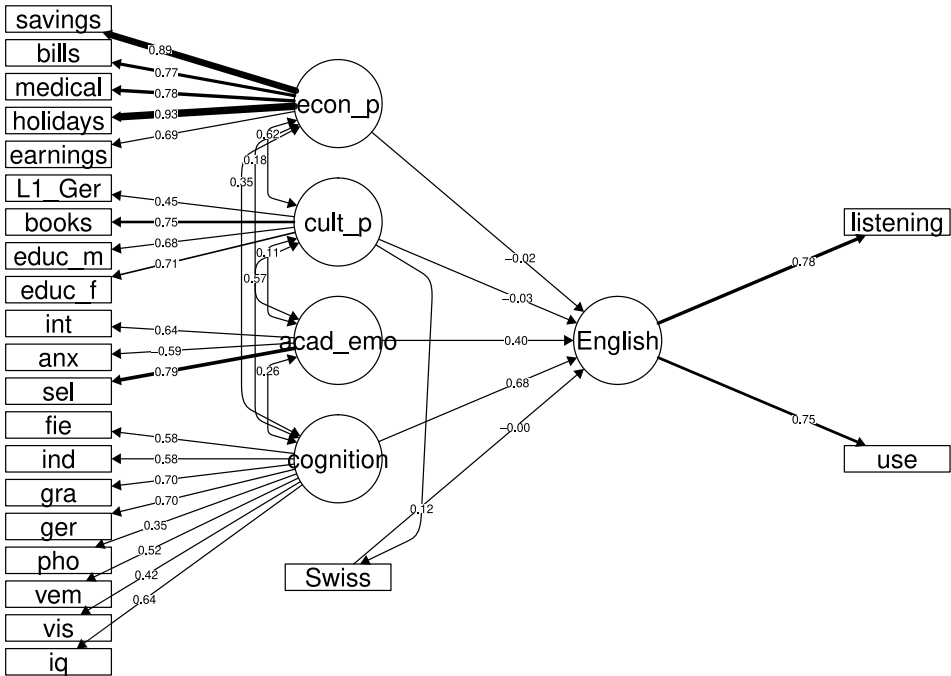 savings
bills
medical
holidays
earnings
L1_Ger
books
educ_m
educ_f
int
anx
sel
fie
ind
gra
ger
pho
vem
vis
iq
0.89
0.77
0.78
0.93
0.69
0.45
0.75
0.68
0.71
0.64
−0.59
0.79
0.58
0.58
0.70
0.70
0.35
0.52
0.42
0.64
econ_p
cult_p
acad_emo
cognition
0.62
0.18
0.35
0.11
0.57
0.26
Swiss
−0.02
−0.03
0.40
0.68
−0.00
0.12
English
0.78
0.75
listening
use